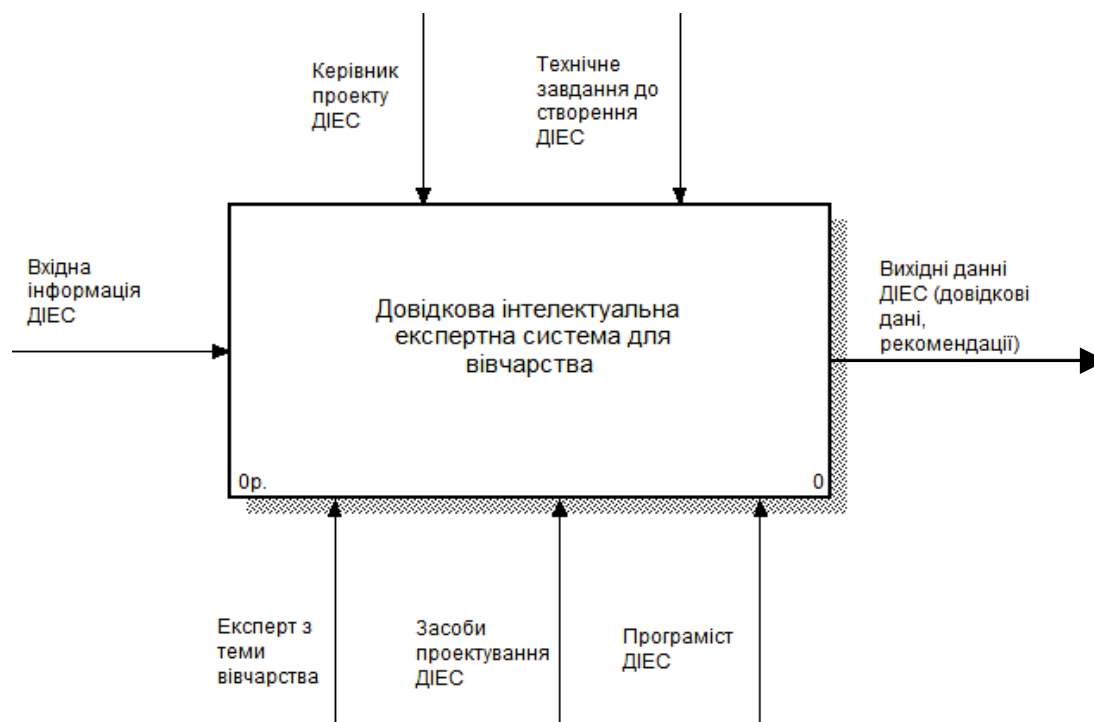 Керівник
проекту
ДІЕС
Технічне
завдання до
створення
ДІЕС
Вхідна
інформація
ДІЕС
Довідкова інтелектуальна
експертна система для
вівчарства
Вихідні данні
ДІЕС (довідкові
дані,
рекомендації)
0р.
0
Експерт з
теми
вівчарства
Засоби
проектування
ДІЕС
Програміст
ДІЕС